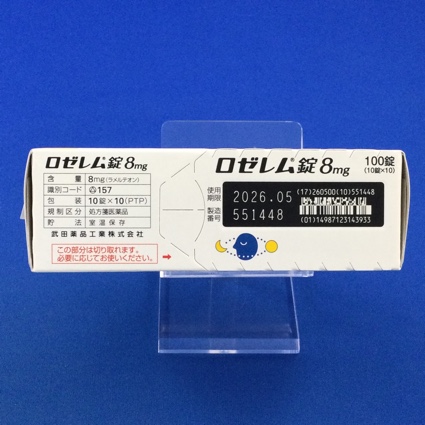 ロゼレム®錠8mg
含 量 8mg(ラメルテオン)
識別コード 157
包 装 10錠×10(PTP)
規制区分 処方箋医薬品
貯 法 室温保存
武田薬品工業株式会社
この部分は切り取れます。
必要に応じてお使いください。
→
ロゼレム®錠8mg
100錠
(10錠×10)
使用期限 2026.05
製造番号 551448
(17)260500(10)551448
(01)14987123143933